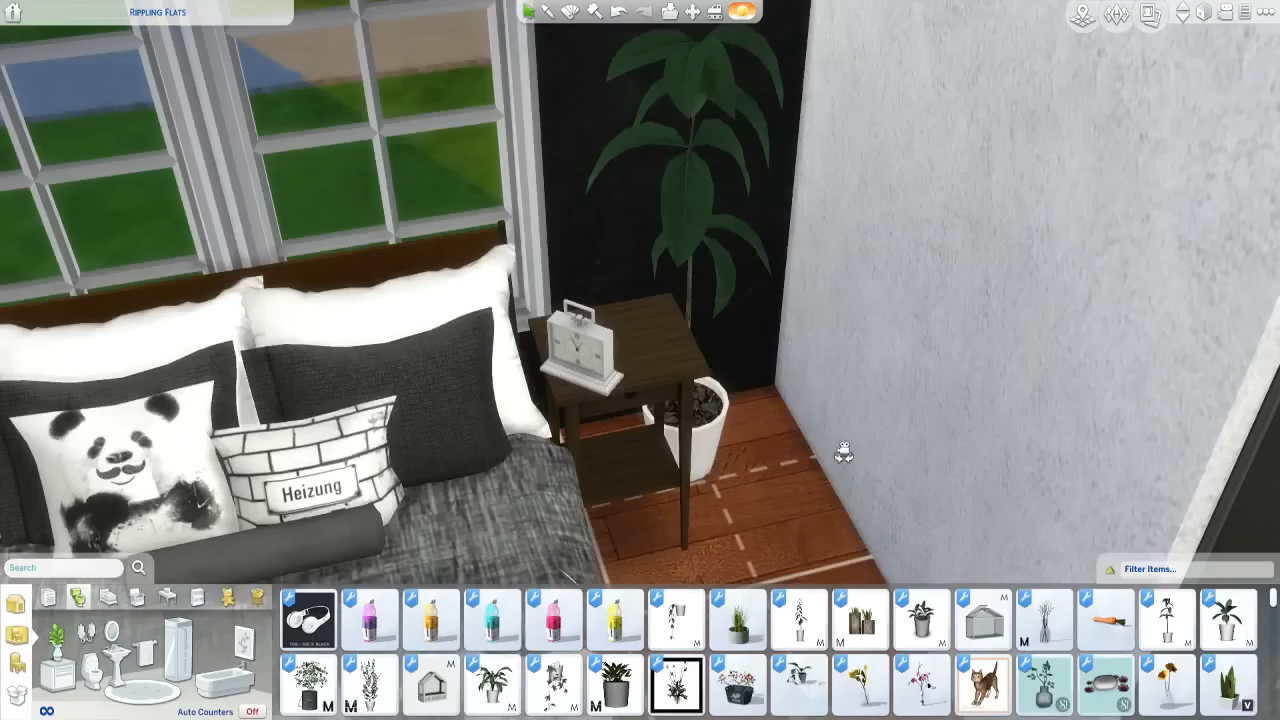 Rippling Flats
Heizung
Search
Filter Items...
M
M
M
M
M
M
M
M
M
M
M
M
M
V
Auto Counters
Off